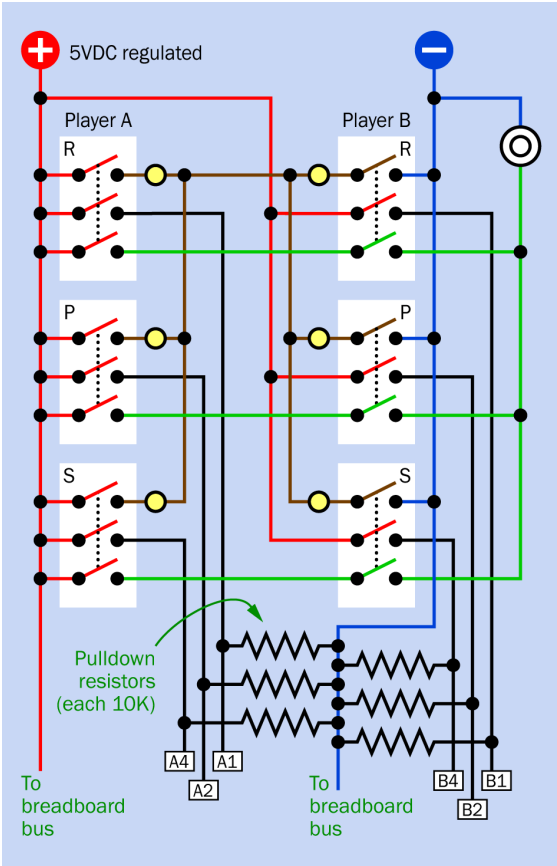 +
−
5VDC regulated
Player A
Player B
R
R
P
P
S
S
Pulldown
resistors
(each 10K)
A4
A1
A2
B4
B1
B2
To
breadboard
bus
To
breadboard
bus